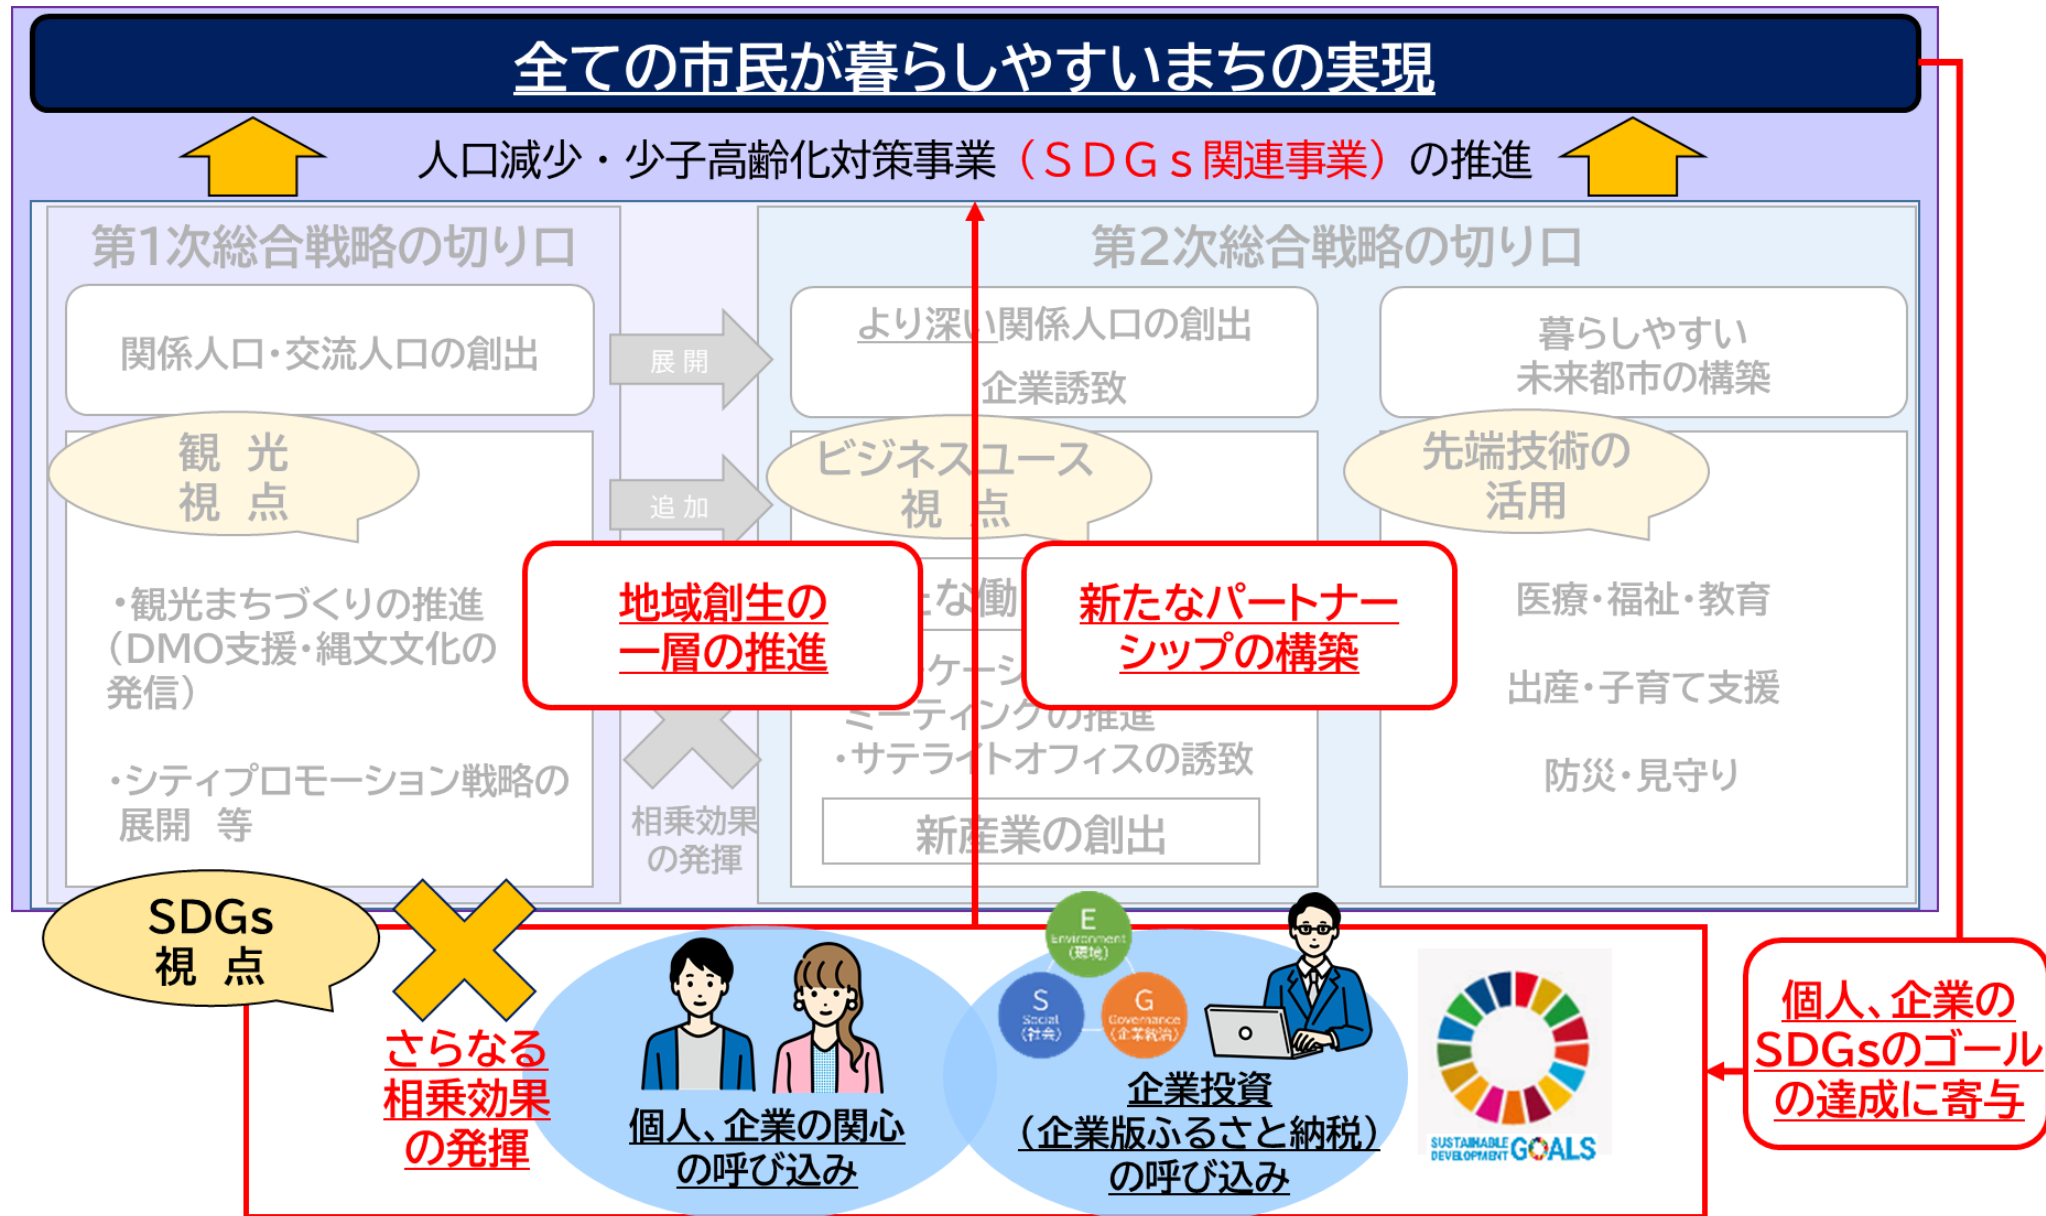 全ての市民が暮らしやすいまちの実現
人口減少・少子高齢化対策事業（ＳＤＧｓ関連事業）の推進
第1次総合戦略の切り口
関係人口・交流人口の創出
観 光
視 点
・観光まちづくりの推進
（DMO支援・縄文文化の
発信）
・シティプロモーション戦略の
展開 等
展 開
追 加
相乗効果
の発揮
第2次総合戦略の切り口
より深い関係人口の創出
企業誘致
ビジネスユース
視 点
な働
ケーシ
ミーティングの推進
・サテライトオフィスの誘致
新産業の創出
暮らしやすい
未来都市の構築
先端技術の
活用
医療・福祉・教育
出産・子育て支援
防災・見守り
地域創生の
一層の推進
新たなパートナー
シップの構築
SDGs
視 点
さらなる
相乗効果
の発揮
個人、企業の関心
の呼び込み
E
Environment
（環境）
S
Social
（社会）
G
Governance
（企業統治）
企業投資
（企業版ふるさと納税）
の呼び込み
SUSTAINABLE
DEVELOPMENT GOALS
個人、企業の
SDGsのゴール
の達成に寄与